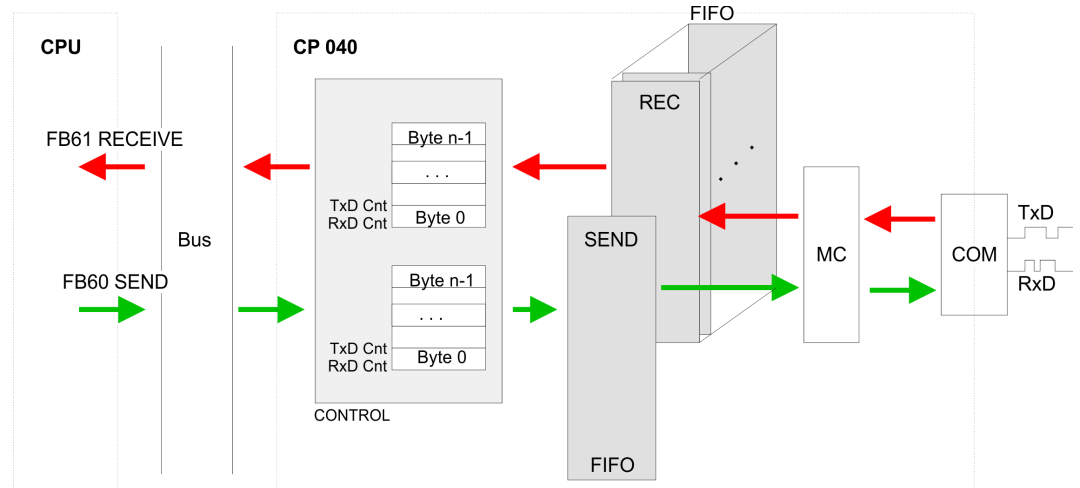 FIFO
CPU
CP 040
REC
FB61 RECEIVE
Byte n-1
. . .
TxD Cnt
RxD Cnt
Byte 0
Bus
SEND
MC
COM
TxD
RxD
FB60 SEND
Byte n-1
. . .
TxD Cnt
RxD Cnt
Byte 0
CONTROL
FIFO